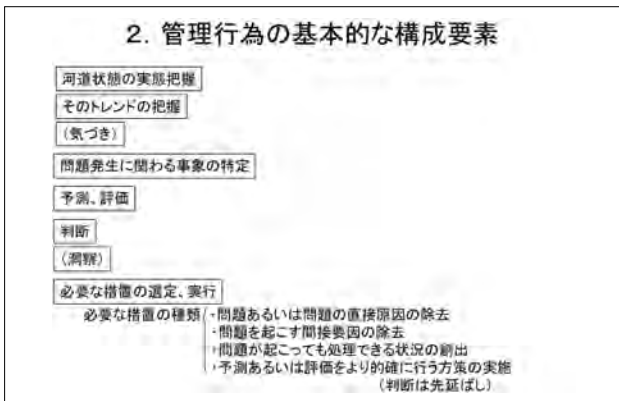 2. 管理行為の基本的な構成要素
河道状態の実態把握
そのトレンドの把握
(気づき)
問題発生に関わる事象の特定
予測、評価
判断
(洞察)
必要な措置の選定、実行
必要な措置の種類 ・問題あるいは問題の直接原因の除去
・問題を起こす間接要因の除去
・問題が起こっても処理できる状況の創出
・予測あるいは評価をより的確に行う方策の実施
(判断は先延ばし)